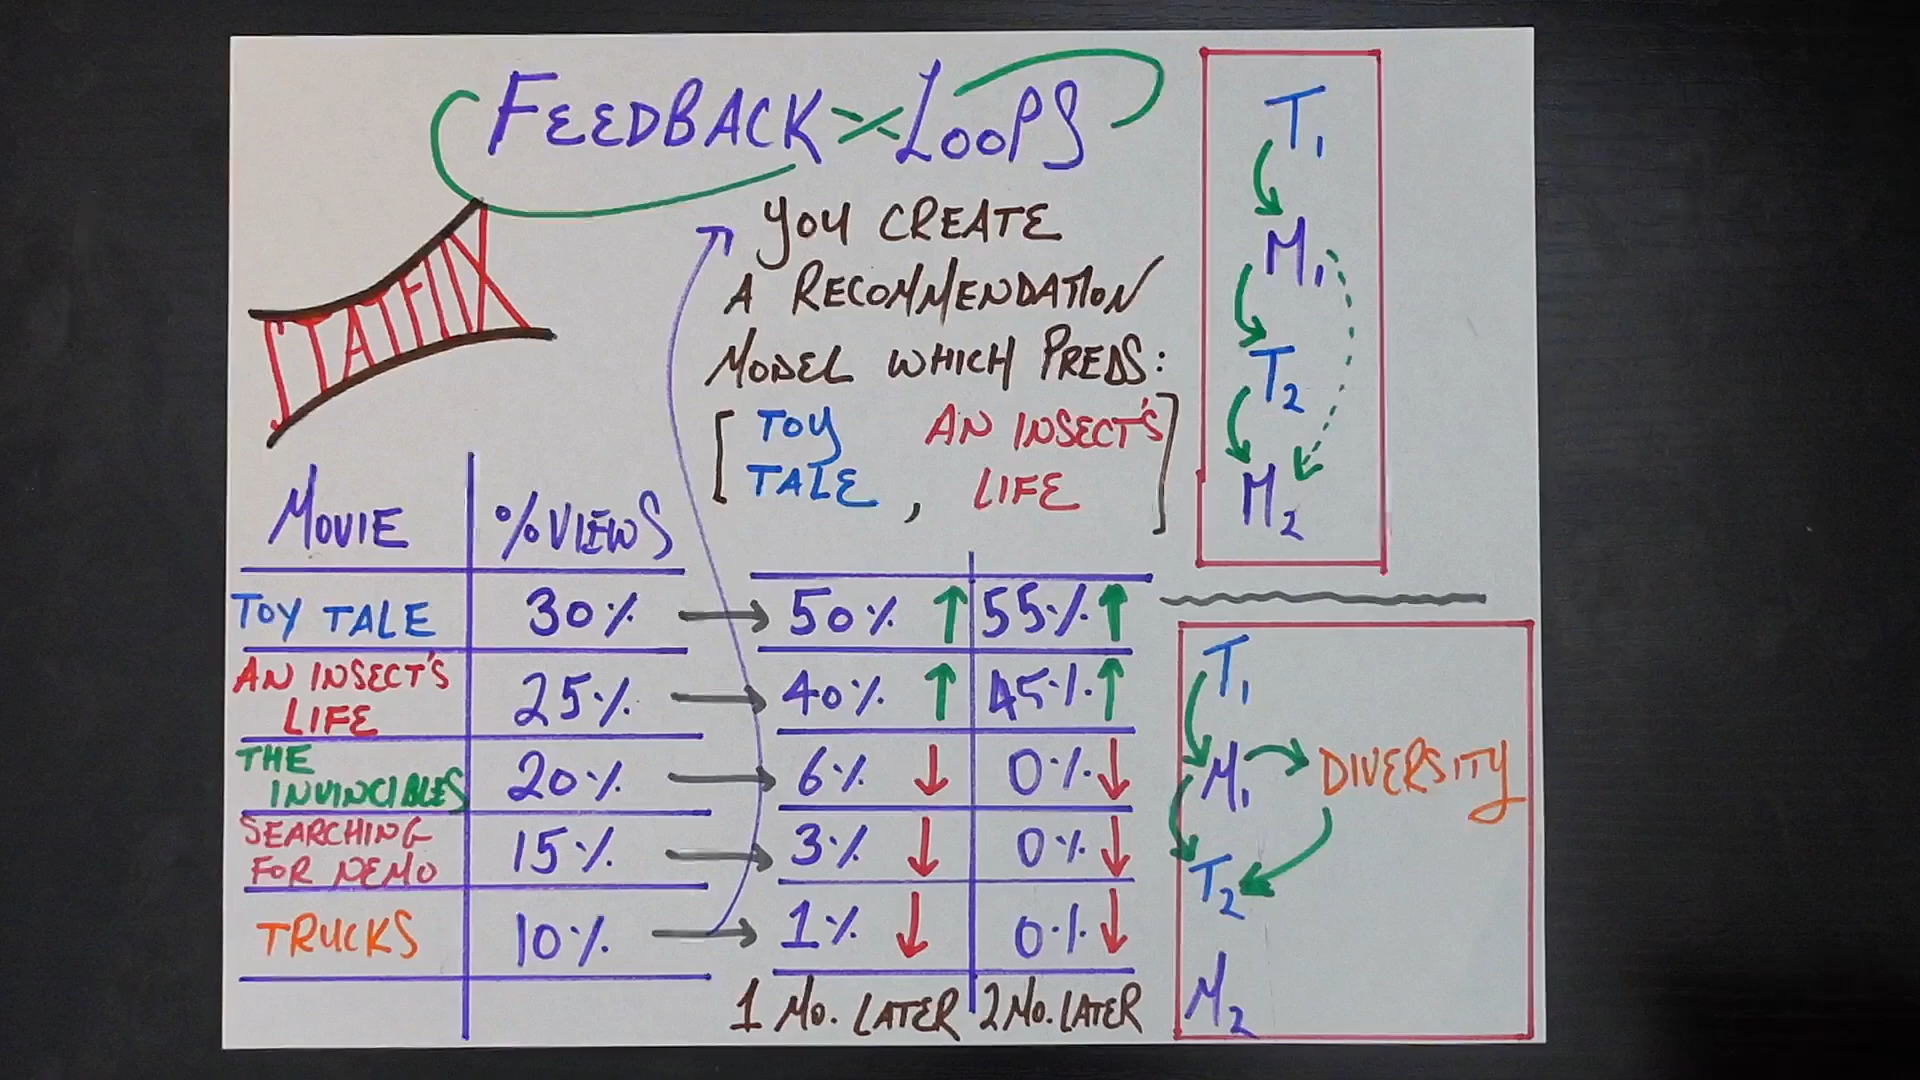 FEEDBACK LOOPS
STATFLIX
YOU CREATE
A RECOMMENDATION
MODEL WHICH PREDS:
[TOY AN INSECT'S]
TALE, LIFE
MOVIE %VIEWS
TOY TALE 30% 50% 55%
AN INSECT'S
LIFE 25% 40% 45%
THE
INVINCIBLES 20% 6% 0%
SEARCHING
FOR NEMO 15% 3% 0%
TRUCKS 10% 1% 0%
1 MO. LATER 2 MO. LATER
T1
M1
T2
M2
T1
M1 DIVERSITY
T2
M2